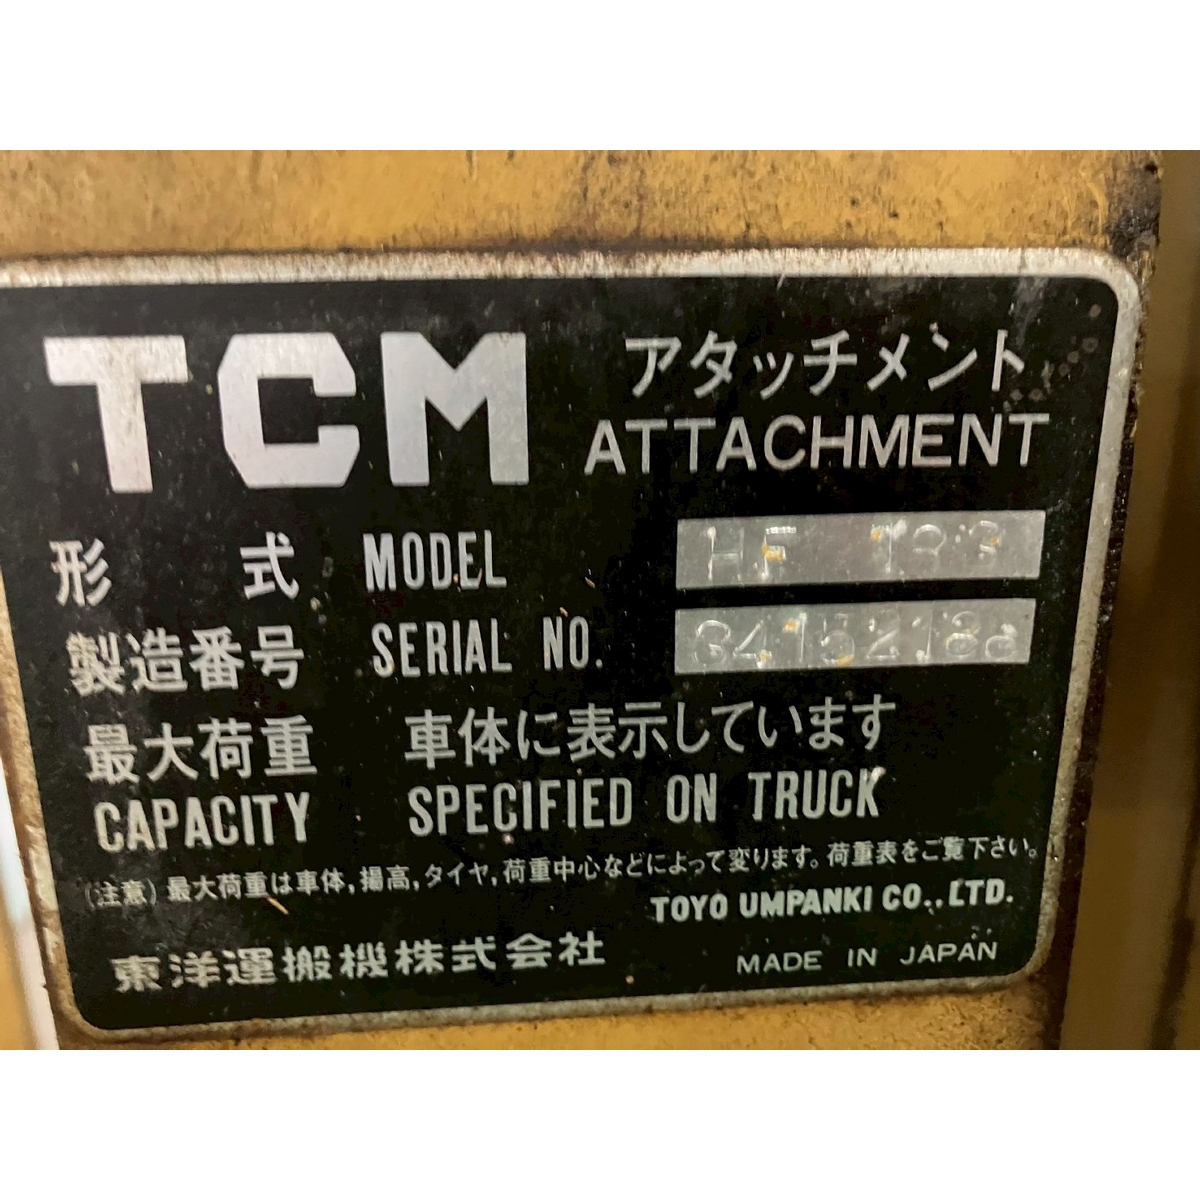 TCM
アタッチメント
ATTACHMENT
形 式 MODEL HF
製造番号 SERIAL NO.
最大荷重 車体に表示しています
CAPACITY SPECIFIED ON TRUCK
(注意) 最大荷重は車体,揚高,タイヤ,荷重中心などによって変ります。荷重表をご覧下さい。
TOYO UMPANKI CO.,LTD.
東洋運搬機株式会社
MADE IN JAPAN